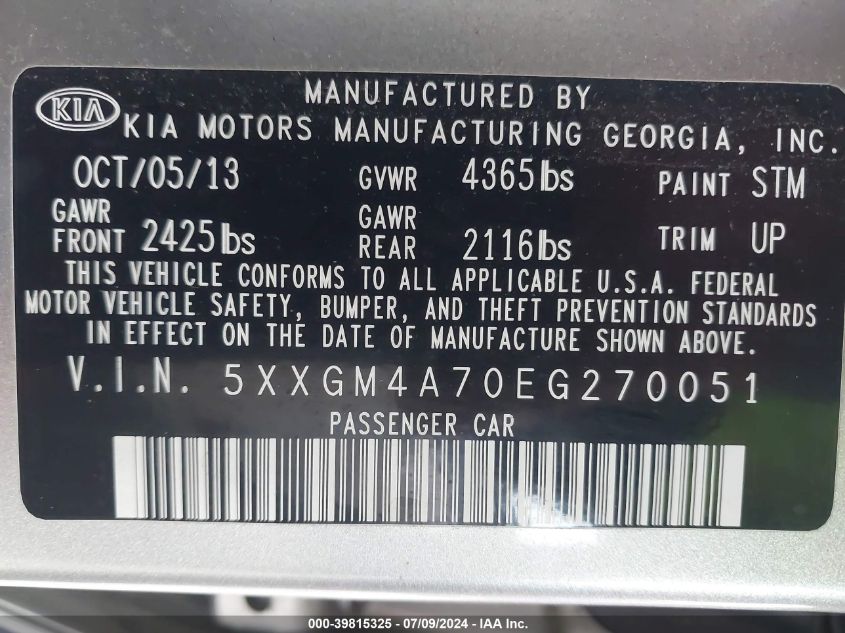 MANUFACTURED BY
KIA KIA MOTORS MANUFACTURING GEORGIA, INC.
OCT/05/13 GVWR 4365lbs PAINT STM
GAWR GAWR
FRONT 2425lbs REAR 2116lbs TRIM UP
THIS VEHICLE CONFORMS TO ALL APPLICABLE U.S.A. FEDERAL
MOTOR VEHICLE SAFETY, BUMPER, AND THEFT PREVENTION STANDARDS
IN EFFECT ON THE DATE OF MANUFACTURE SHOWN ABOVE.
V.I.N. 5XXGM4A70EG270051
PASSENGER CAR
000-39815325 - 07/09/2024 - IAA Inc.